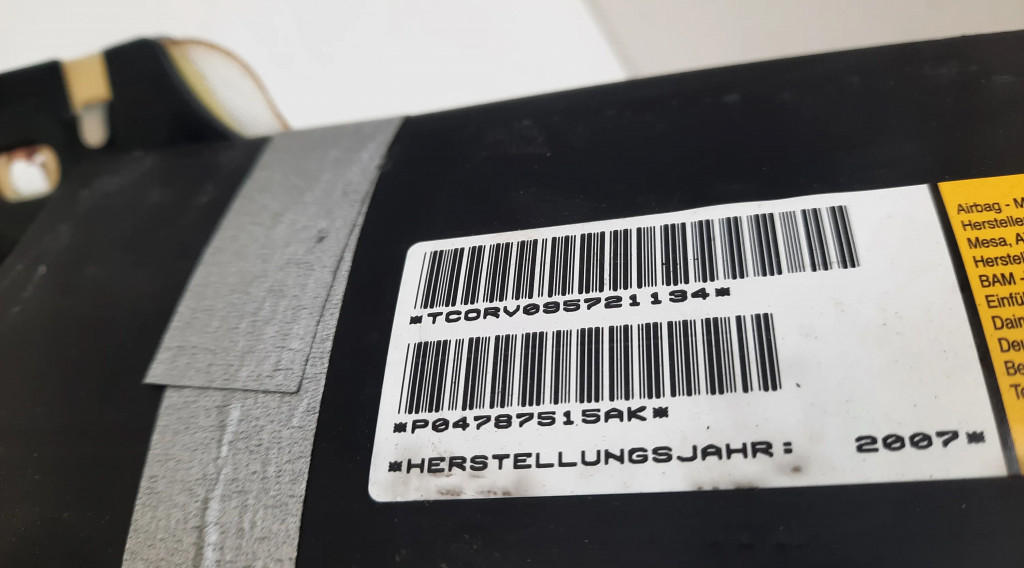 *TCORV095721134*
*P04787515AK*
*HERSTELLUNGSJAHR: 2007*
Airbag -
Mesa,
BAM -